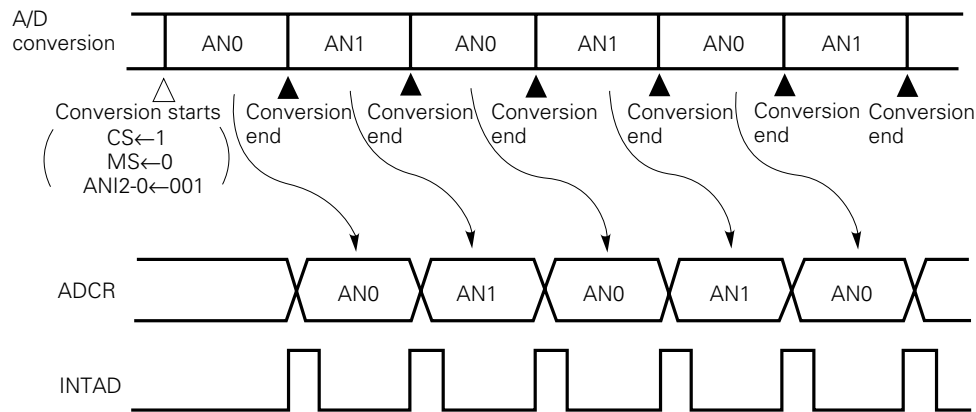 A/D
conversion
AN0 AN1 AN0 AN1 AN0 AN1
Conversion starts
CS←1
MS←0
ANI2-0←001
Conversion
end
Conversion
end
Conversion
end
Conversion
end
Conversion
end
Conversion
end
ADCR
AN0 AN1 AN0 AN1 AN0
INTAD